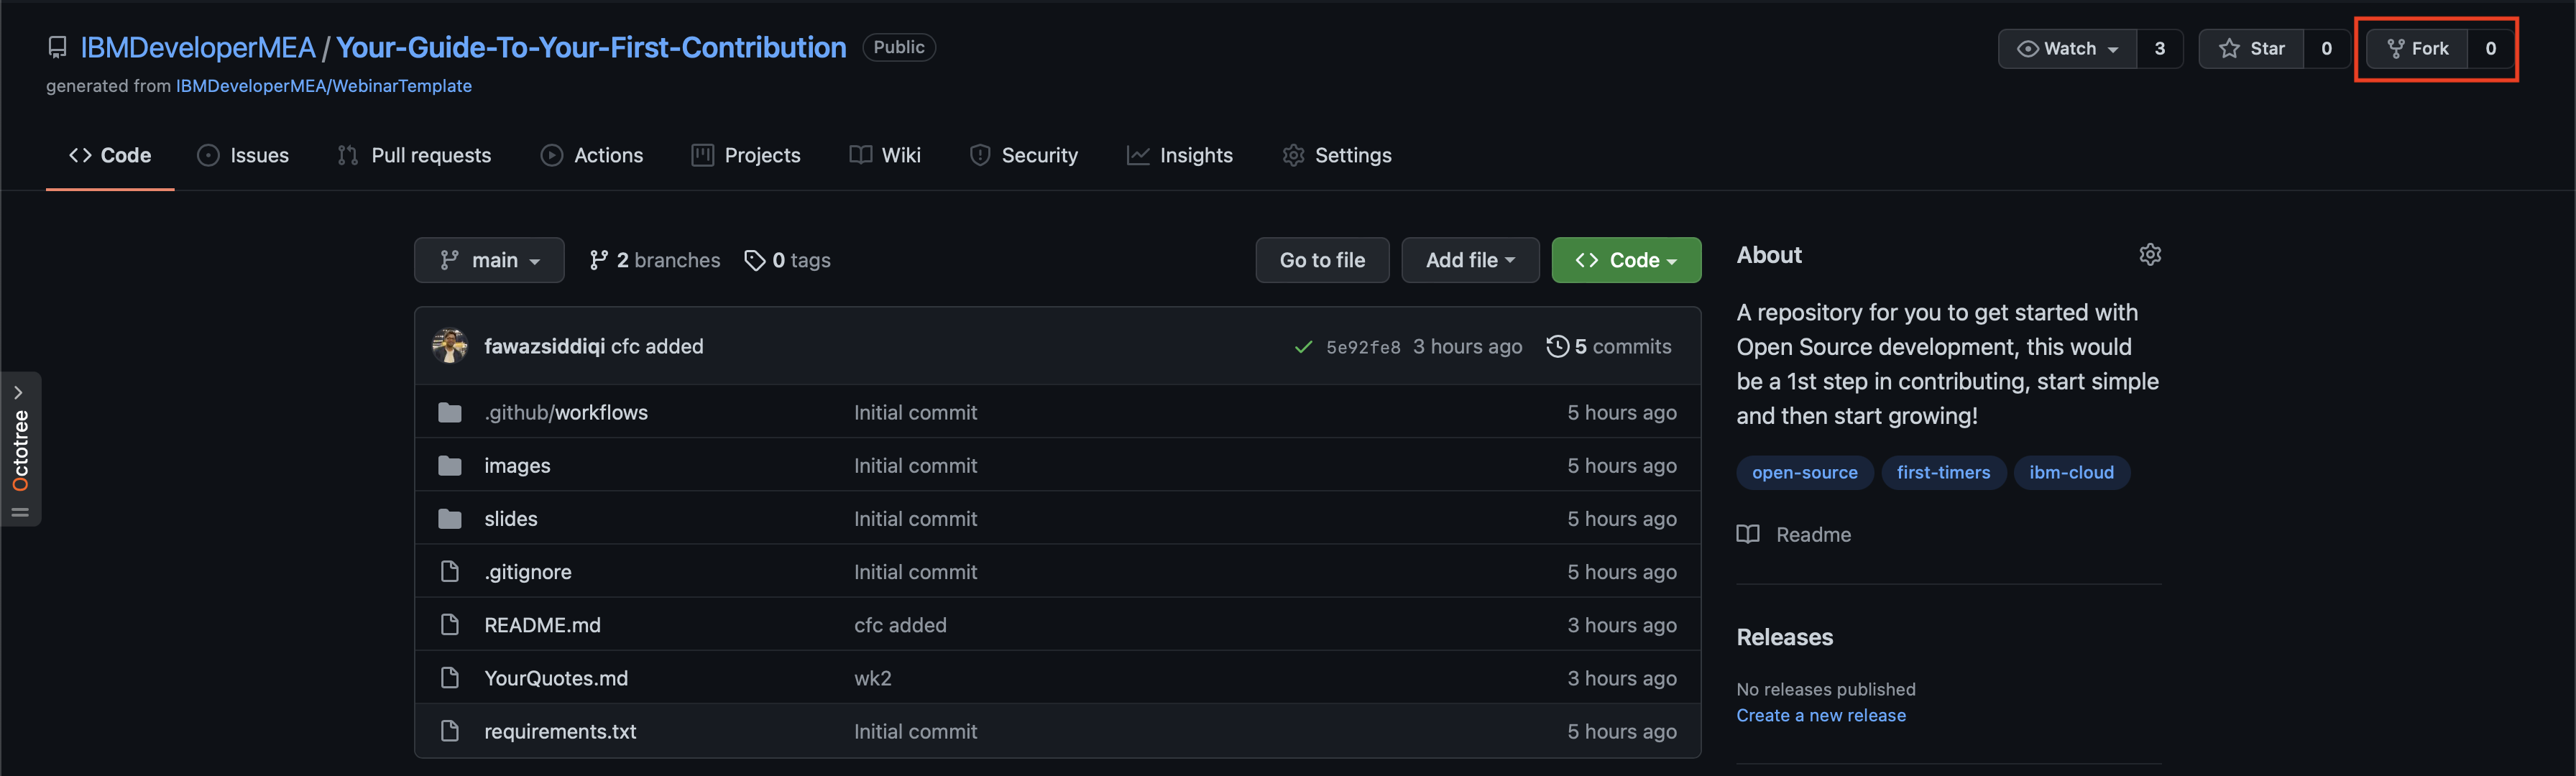 IBMDeveloperMEA / Your-Guide-To-Your-First-Contribution Public
generated from IBMDeveloperMEA/WebinarTemplate
Watch 3 Star 0 Fork 0
Code Issues Pull requests Actions Projects Wiki Security Insights Settings
main 2 branches 0 tags Go to file Add file Code
fawazsiddiqi cfc added 5e92fe8 3 hours ago 5 commits
.github/workflows Initial commit 5 hours ago
images Initial commit 5 hours ago
slides Initial commit 5 hours ago
.gitignore Initial commit 5 hours ago
README.md cfc added 3 hours ago
YourQuotes.md wk2 3 hours ago
requirements.txt Initial commit 5 hours ago
About
A repository for you to get started with
Open Source development, this would
be a 1st step in contributing, start simple
and then start growing!
open-source first-timers ibm-cloud
Readme
Releases
No releases published
Create a new release
Octotree